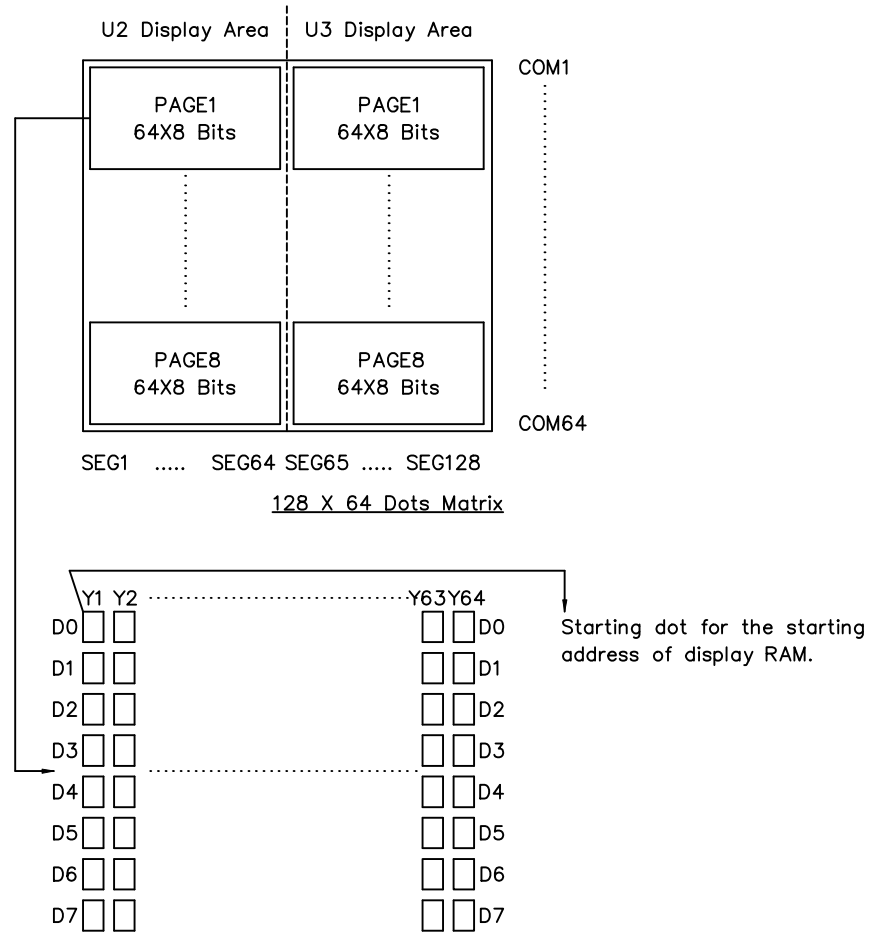 U2 Display Area U3 Display Area
COM1
PAGE1 PAGE1
64X8 Bits 64X8 Bits
PAGE8 PAGE8
64X8 Bits 64X8 Bits
COM64
SEG1 ..... SEG64 SEG65 ..... SEG128
128 X 64 Dots Matrix
Y1 Y2 Y63 Y64
D0 D0
Starting dot for the starting
address of display RAM.
D1 D1
D2 D2
D3 D3
D4 D4
D5 D5
D6 D6
D7 D7